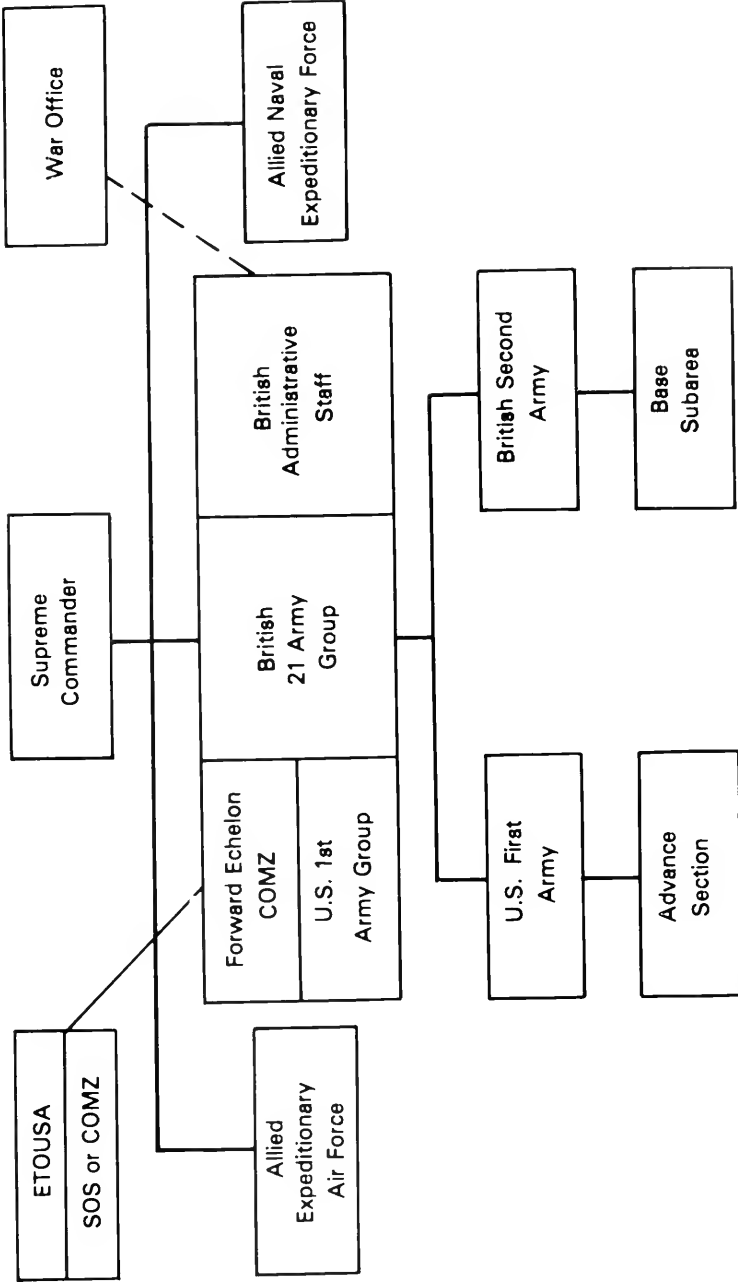 ETOUSA
SOS or COMZ
Supreme
Commander
War Office
Allied
Expeditionary
Air Force
Forward Echelon
COMZ
U.S. 1st
Army Group
British
21 Army
Group
British
Administrative
Staff
Allied Naval
Expeditionary Force
U.S. First
Army
British Second
Army
Advance
Section
Base
Subarea